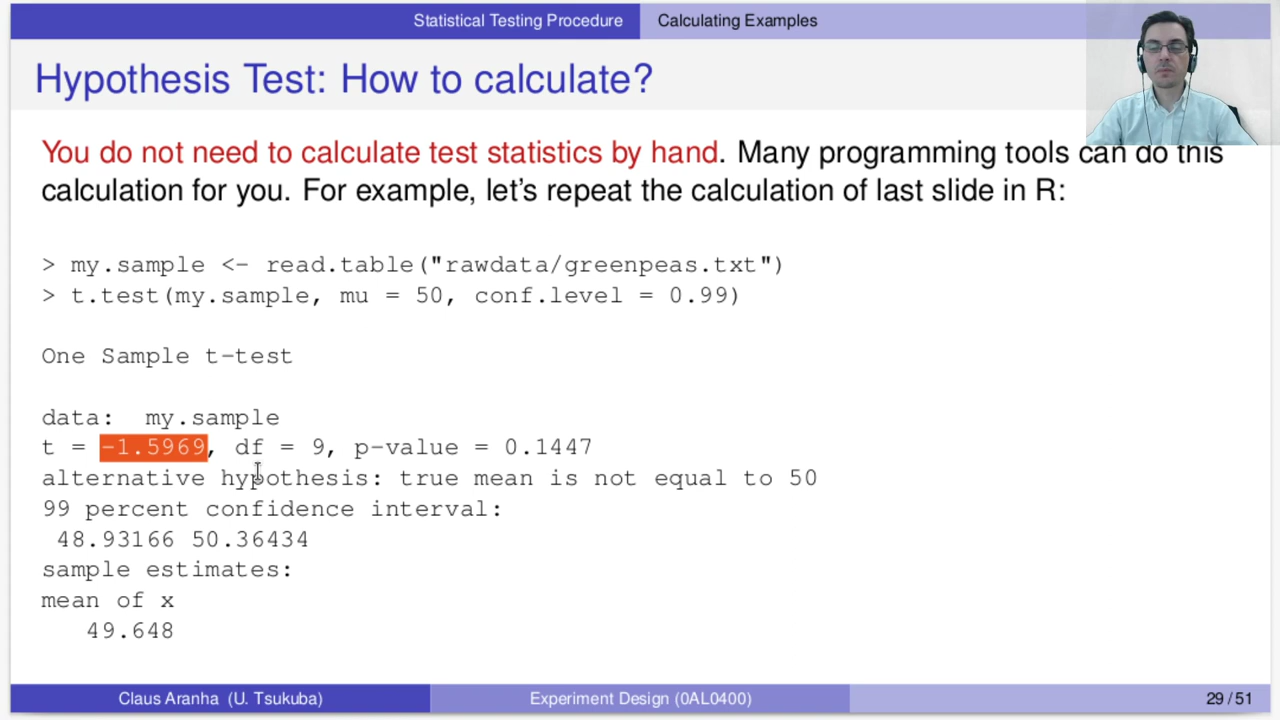 Statistical Testing Procedure Calculating Examples
Hypothesis Test: How to calculate?
You do not need to calculate test statistics by hand. Many programming tools can do this
calculation for you. For example, let's repeat the calculation of last slide in R:
> my.sample <- read.table("rawdata/greenpeas.txt")
> t.test(my.sample, mu = 50, conf.level = 0.99)
One Sample t-test
data: my.sample
t = -1.5969, df = 9, p-value = 0.1447
alternative hypothesis: true mean is not equal to 50
99 percent confidence interval:
48.93166 50.36434
sample estimates:
mean of x
49.648
Claus Aranha (U. Tsukuba) Experiment Design (0AL0400) 29 / 51